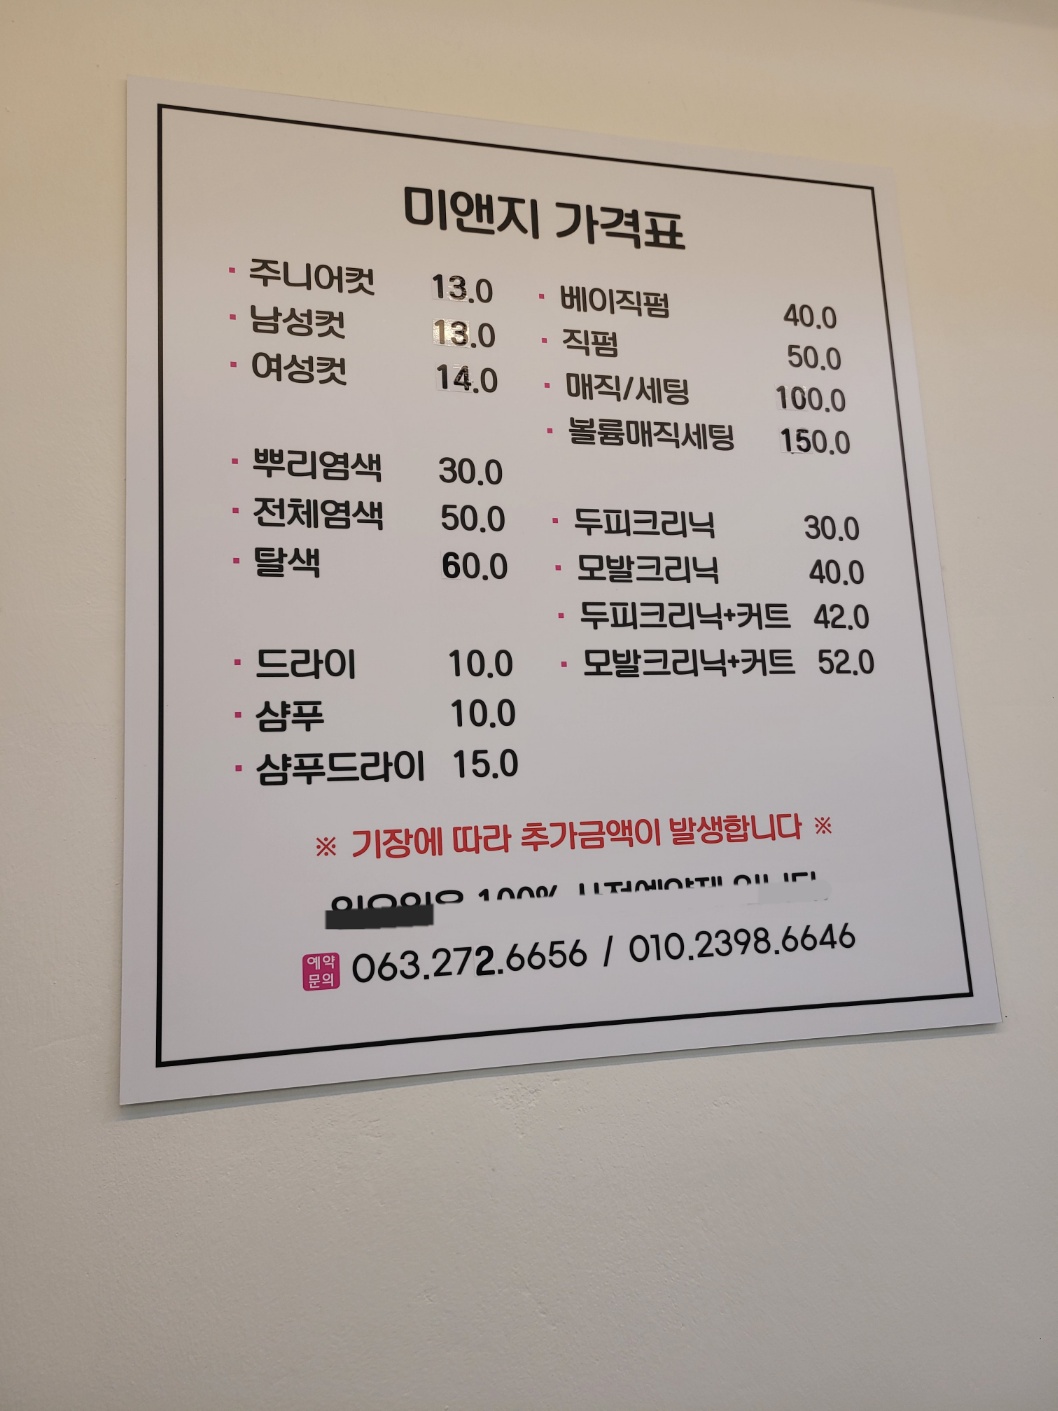 미앤지 가격표
· 주니어컷 13.0
· 남성컷 13.0
· 여성컷 14.0
· 뿌리염색 30.0
· 전체염색 50.0
· 탈색 60.0
· 드라이 10.0
· 샴푸 10.0
· 샴푸드라이 15.0
· 베이직펌 40.0
· 직펌 50.0
· 매직/세팅 100.0
· 볼륨매직세팅 150.0
· 두피크리닉 30.0
· 모발크리닉 40.0
· 두피크리닉+커트 42.0
· 모발크리닉+커트 52.0
※ 기장에 따라 추가금액이 발생합니다 ※
100%
예약
문의
063.272.6656 / 010.2398.6646